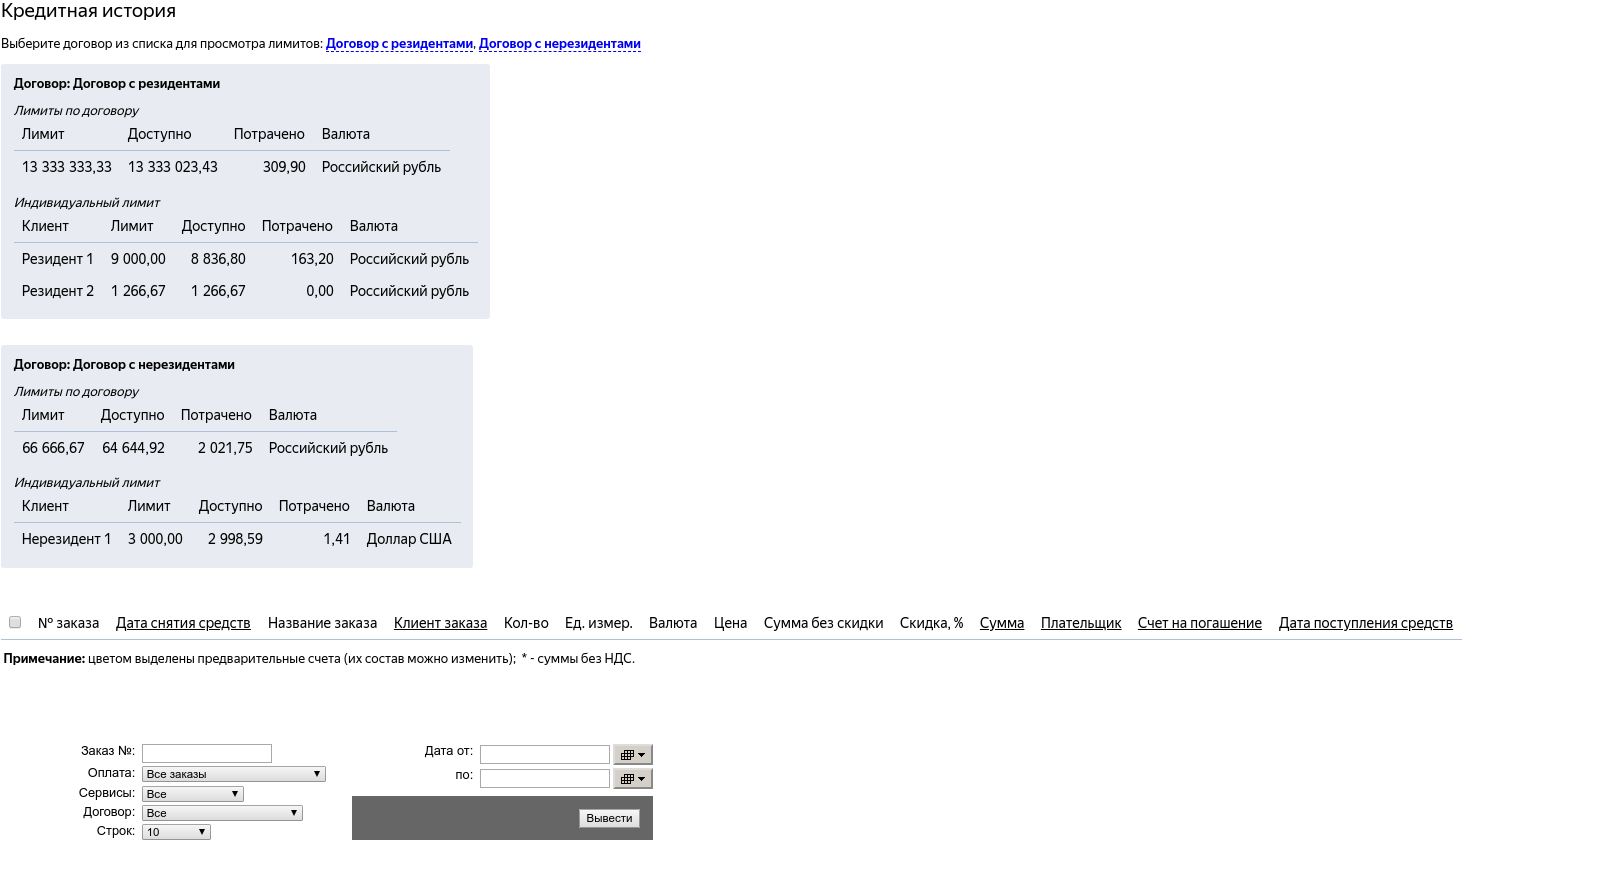 Кредитная история
Выберите договор из списка для просмотра лимитов: Договор с резидентами, Договор с нерезидентами
Договор: Договор с резидентами
Лимиты по договору
Лимит Доступно Потрачено Валюта
13 333 333,33 13 333 023,43 309,90 Российский рубль
Индивидуальный лимит
Клиент Лимит Доступно Потрачено Валюта
Резидент 1 9 000,00 8 836,80 163,20 Российский рубль
Резидент 2 1 266,67 1 266,67 0,00 Российский рубль
Договор: Договор с нерезидентами
Лимиты по договору
Лимит Доступно Потрачено Валюта
66 666,67 64 644,92 2 021,75 Российский рубль
Индивидуальный лимит
Клиент Лимит Доступно Потрачено Валюта
Нерезидент 1 3 000,00 2 998,59 1,41 Доллар США
№ заказа Дата снятия средств Название заказа Клиент заказа Кол-во Ед. измер. Валюта Цена Сумма без скидки Скидка, % Сумма Плательщик Счет на погашение Дата поступления средств
Примечание: цветом выделены предварительные счета (их состав можно изменить); * - суммы без НДС.
Заказ №:
Оплата: Все заказы
Сервисы: Все
Договор: Все
Строк: 10
Дата от:
по:
Вывести